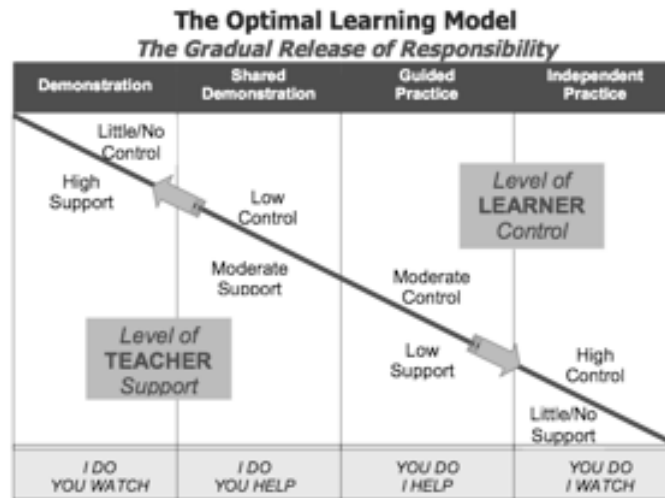 The Optimal Learning Model
The Gradual Release of Responsibility
Demonstration
Shared
Demonstration
Guided
Practice
Independent
Practice
Little/No
Control
High
Support
Low
Control
Moderate
Support
Level of
LEARNER
Control
Moderate
Control
Level of
TEACHER
Support
Low
Support
High
Control
Little/No
Support
I DO
YOU WATCH
I DO
YOU HELP
YOU DO
I HELP
YOU DO
I WATCH